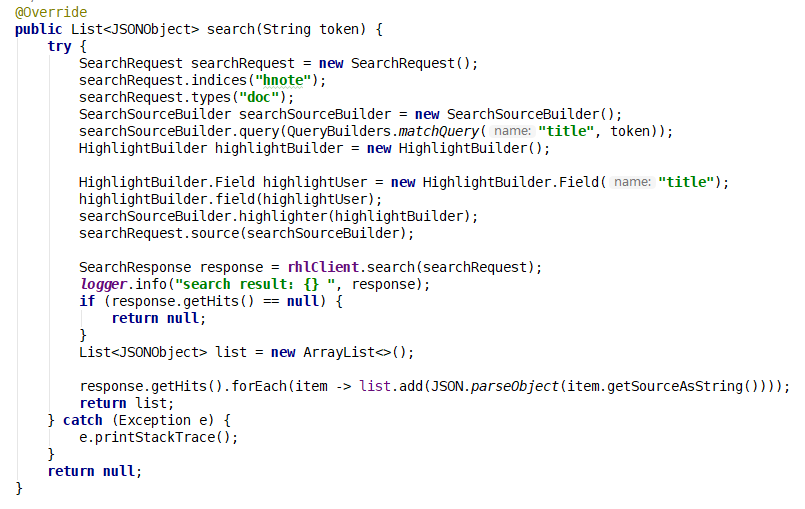 @Override
public List<JSONObject> search(String token) {
    try {
        SearchRequest searchRequest = new SearchRequest();
        searchRequest.indices("hnote");
        searchRequest.types("doc");
        SearchSourceBuilder searchSourceBuilder = new SearchSourceBuilder();
        searchSourceBuilder.query(QueryBuilders.matchQuery( name: "title", token));
        HighlightBuilder highlightBuilder = new HighlightBuilder();

        HighlightBuilder.Field highlightUser = new HighlightBuilder.Field( name: "title");
        highlightBuilder.field(highlightUser);
        searchSourceBuilder.highlighter(highlightBuilder);
        searchRequest.source(searchSourceBuilder);

        SearchResponse response = rhlClient.search(searchRequest);
        logger.info("search result: {} ", response);
        if (response.getHits() == null) {
            return null;
        }
        List<JSONObject> list = new ArrayList<>();

        response.getHits().forEach(item -> list.add(JSON.parseObject(item.getSourceAsString())));
        return list;
    } catch (Exception e) {
        e.printStackTrace();
    }
    return null;
}